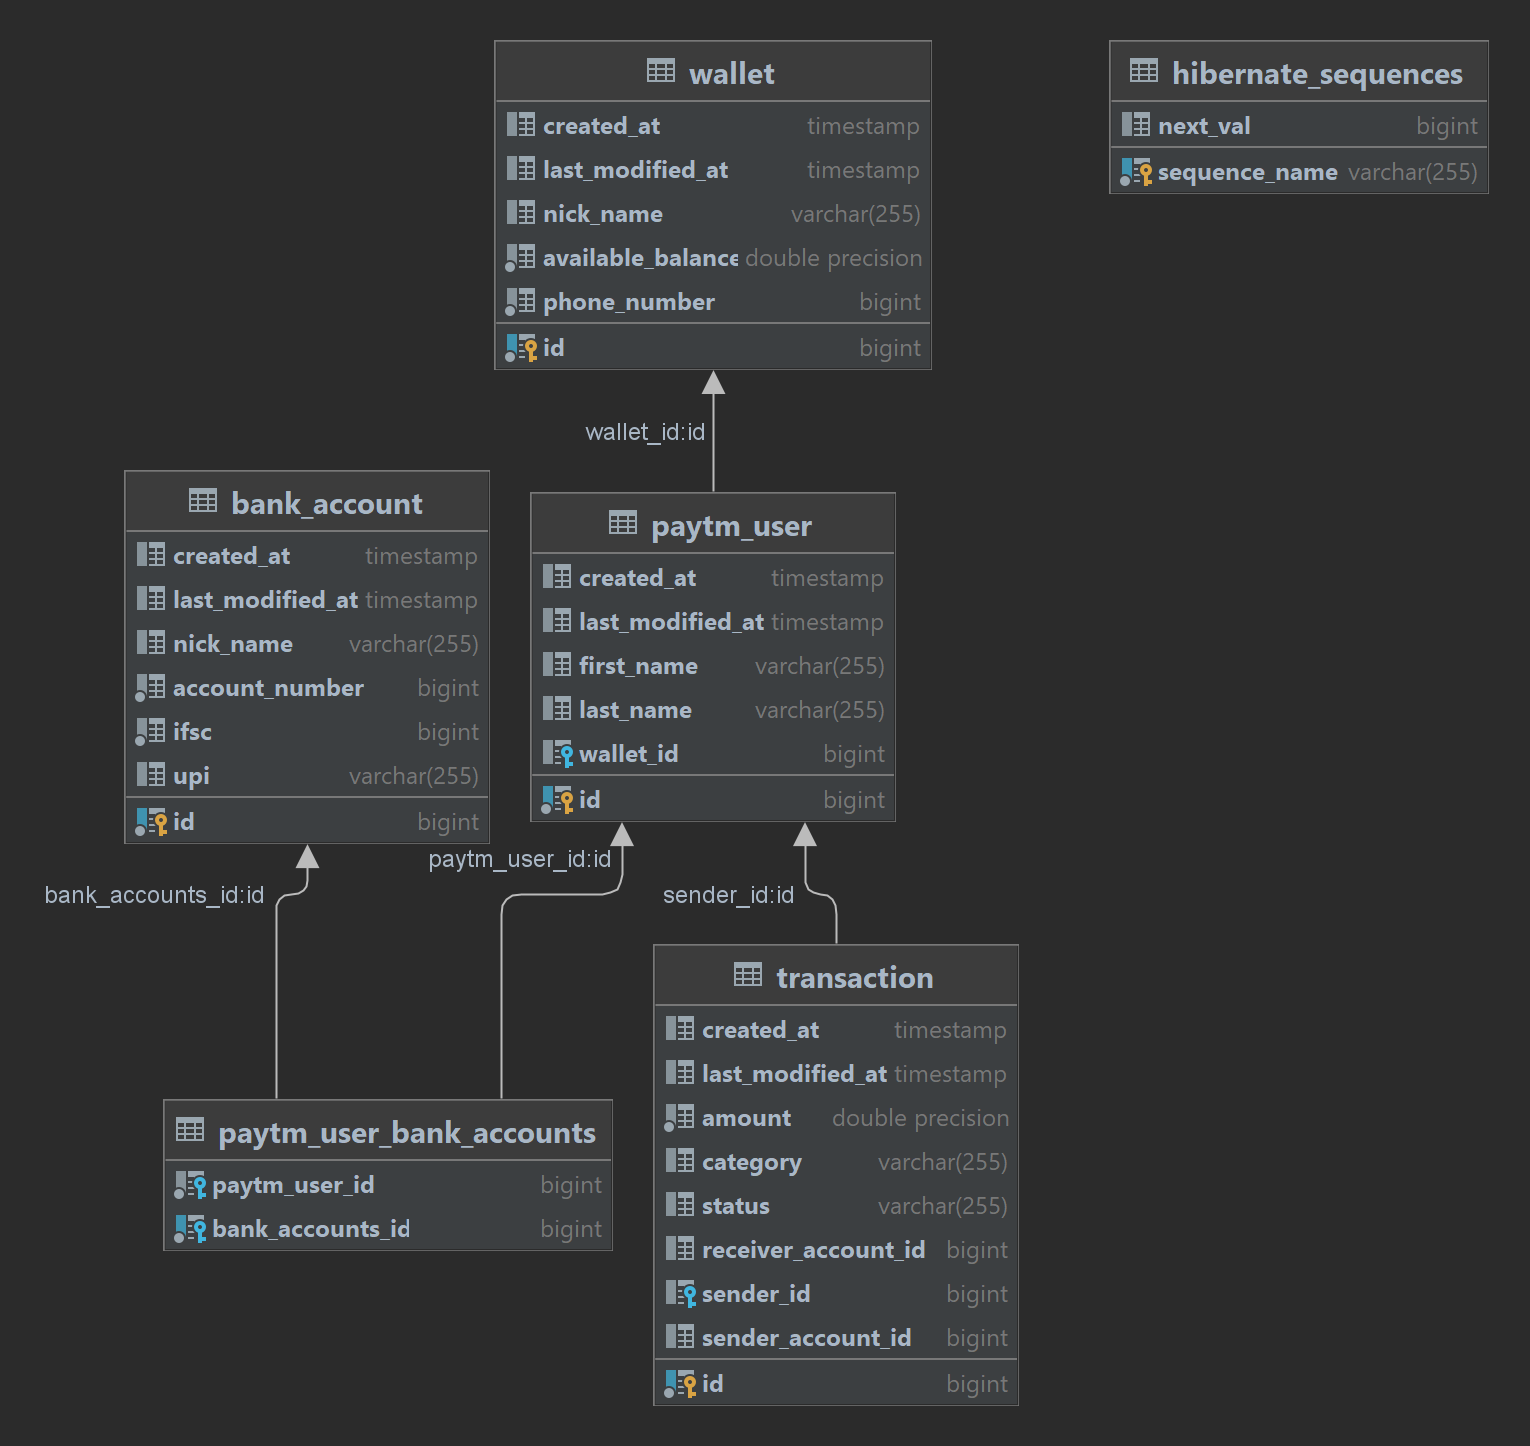 wallet
created_at timestamp
last_modified_at timestamp
nick_name varchar(255)
available_balance double precision
phone_number bigint
id bigint
hibernate_sequences
next_val bigint
sequence_name varchar(255)
wallet_id:id
bank_account
created_at timestamp
last_modified_at timestamp
nick_name varchar(255)
account_number bigint
ifsc bigint
upi varchar(255)
id bigint
paytm_user
created_at timestamp
last_modified_at timestamp
first_name varchar(255)
last_name varchar(255)
wallet_id bigint
id bigint
bank_accounts_id:id
paytm_user_id:id
sender_id:id
paytm_user_bank_accounts
paytm_user_id bigint
bank_accounts_id bigint
transaction
created_at timestamp
last_modified_at timestamp
amount double precision
category varchar(255)
status varchar(255)
receiver_account_id bigint
sender_id bigint
sender_account_id bigint
id bigint